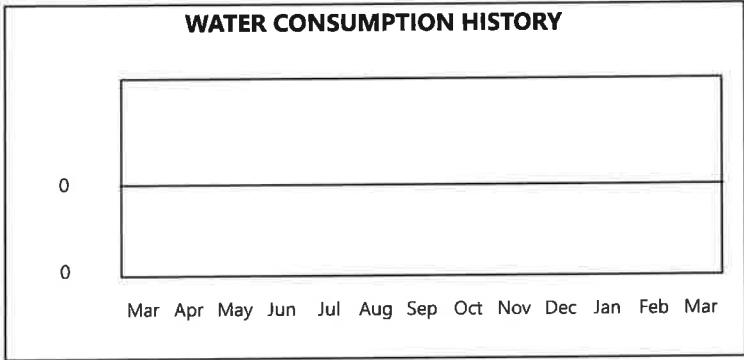 WATER CONSUMPTION HISTORY
0
0
Mar Apr May Jun Jul Aug Sep Oct Nov Dec Jan Feb Mar